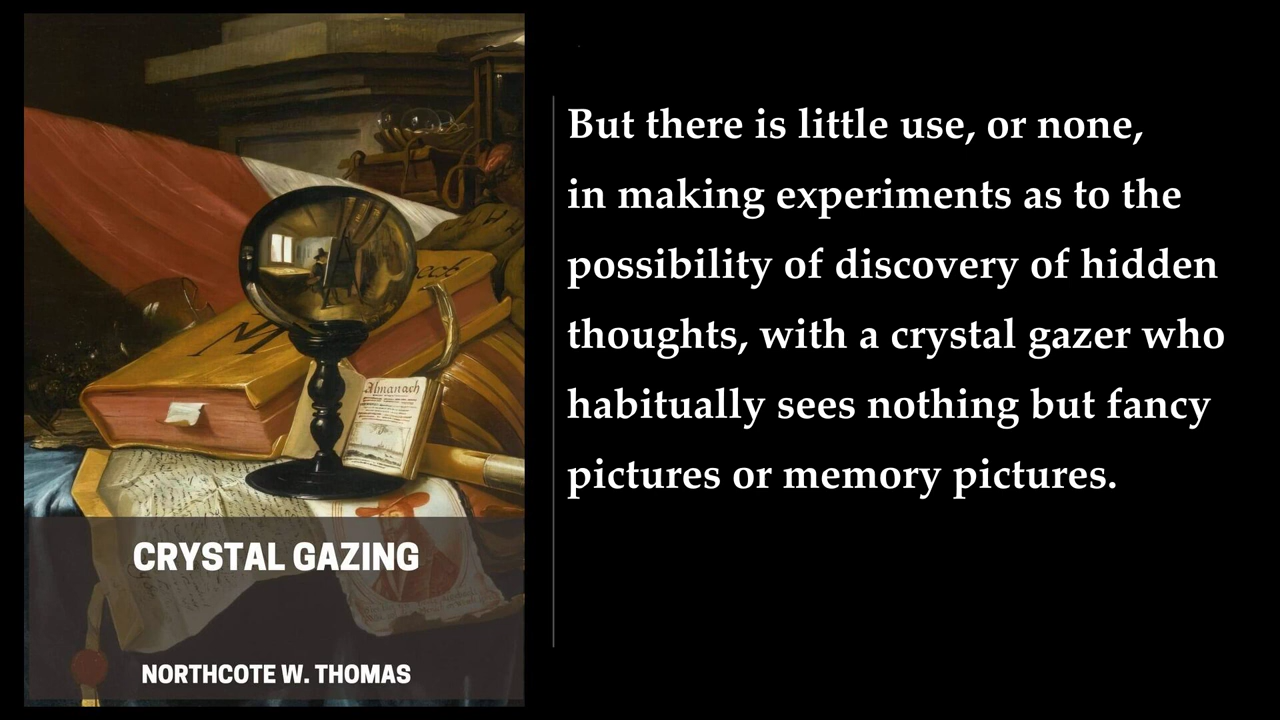 M
Almanach
CRYSTAL GAZING
NORTHCOTE W. THOMAS
But there is little use, or none,
in making experiments as to the
possibility of discovery of hidden
thoughts, with a crystal gazer who
habitually sees nothing but fancy
pictures or memory pictures.